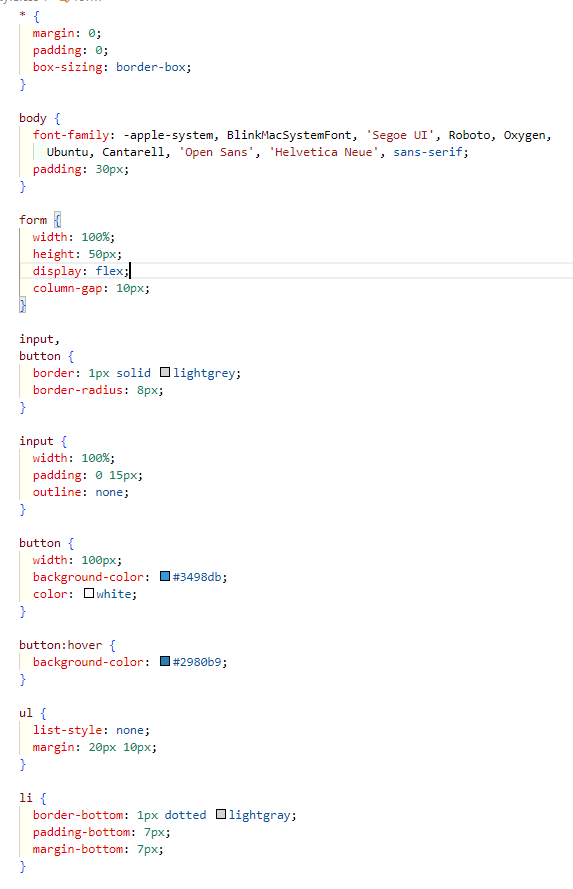 * {
  margin: 0;
  padding: 0;
  box-sizing: border-box;
}

body {
  font-family: -apple-system, BlinkMacSystemFont, 'Segoe UI', Roboto, Oxygen,
    Ubuntu, Cantarell, 'Open Sans', 'Helvetica Neue', sans-serif;
  padding: 30px;
}

form {
  width: 100%;
  height: 50px;
  display: flex;
  column-gap: 10px;
}

input,
button {
  border: 1px solid lightgrey;
  border-radius: 8px;
}

input {
  width: 100%;
  padding: 0 15px;
  outline: none;
}

button {
  width: 100px;
  background-color: #3498db;
  color: white;
}

button:hover {
  background-color: #2980b9;
}

ul {
  list-style: none;
  margin: 20px 10px;
}

li {
  border-bottom: 1px dotted lightgray;
  padding-bottom: 7px;
  margin-bottom: 7px;
}